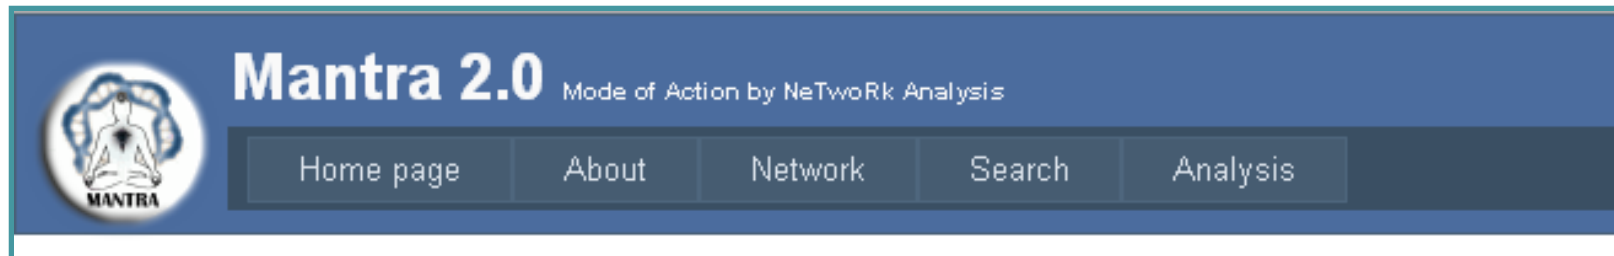 Mantra 2.0 Mode of Action by NeTwoRk Analysis
Home page About Network Search Analysis
MANTRA